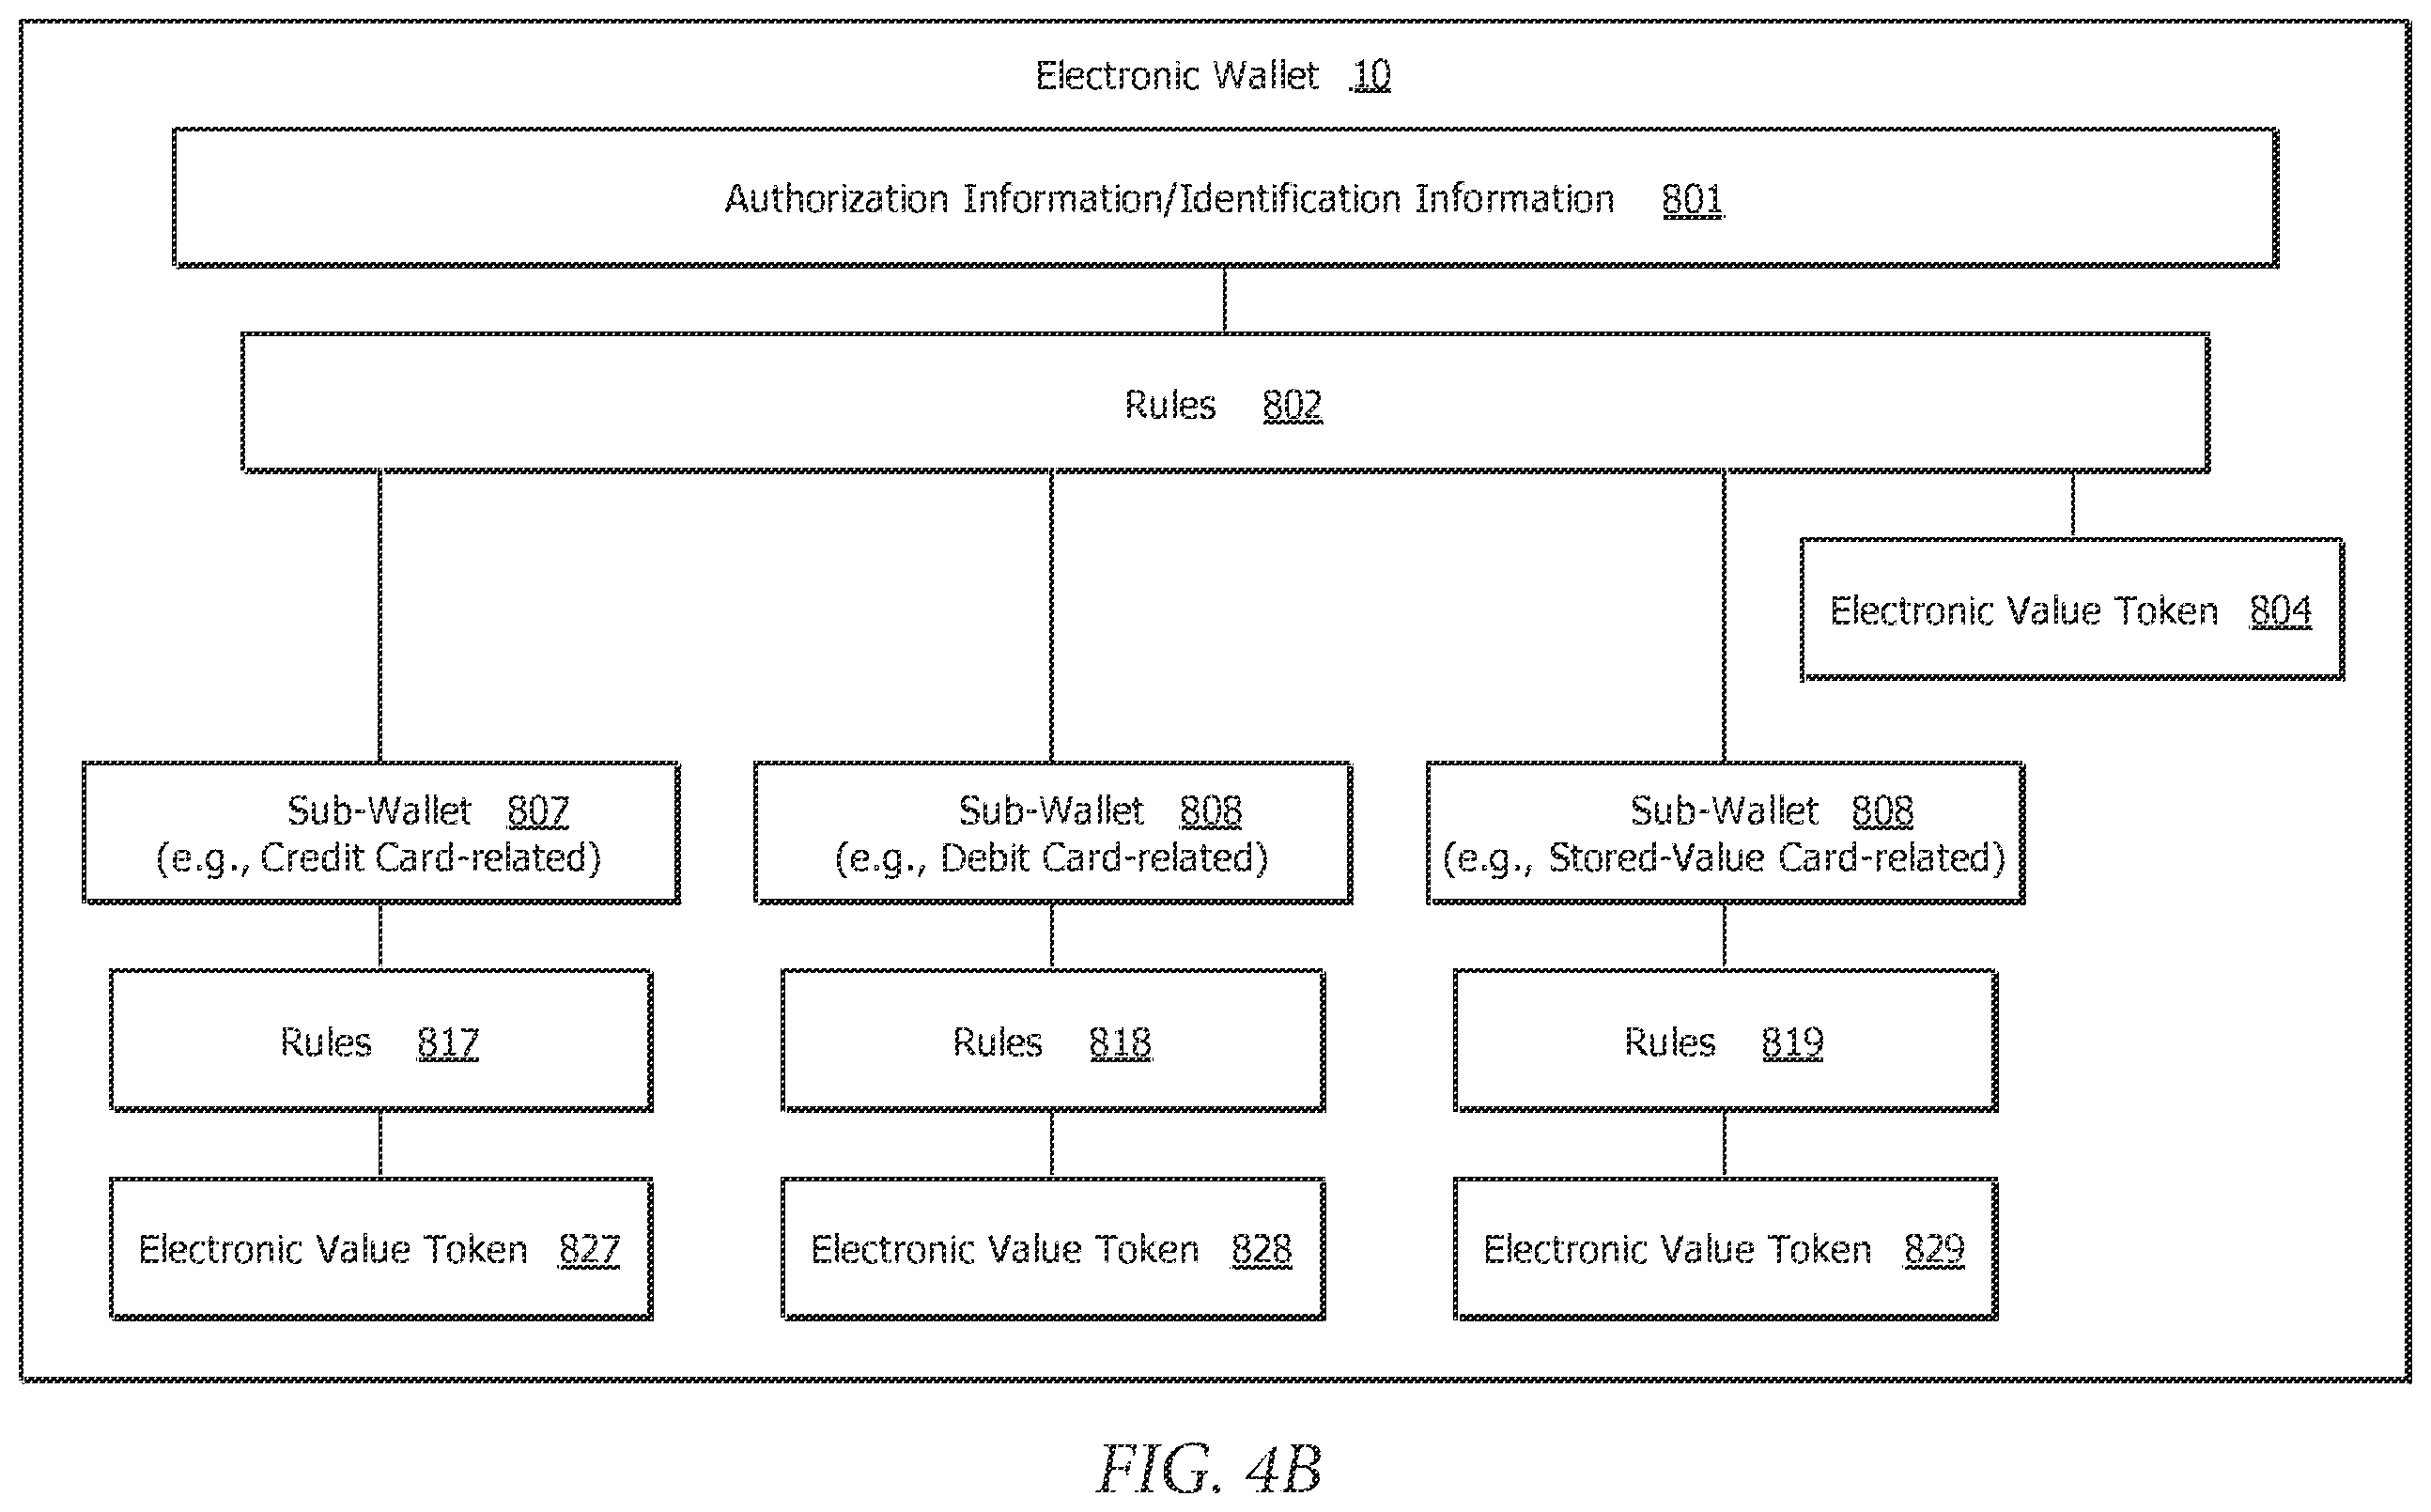 Electronic Wallet 10
Authorization Information/Identification Information 801
Rules 802
Electronic Value Token 804
Sub-Wallet 807
(e.g., Credit Card-related)
Sub-Wallet 808
(e.g., Debit Card-related)
Sub-Wallet 808
(e.g., Stored-Value Card-related)
Rules 817
Rules 818
Rules 819
Electronic Value Token 827
Electronic Value Token 828
Electronic Value Token 829
FIG. 4B